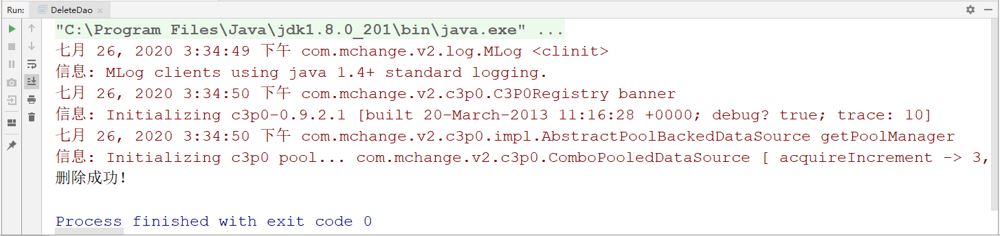 Run: DeleteDao
"C:\Program Files\Java\jdk1.8.0_201\bin\java.exe" ...
七月 26, 2020 3:34:49 下午 com.mchange.v2.log.MLog <clinit>
信息: MLog clients using java 1.4+ standard logging.
七月 26, 2020 3:34:50 下午 com.mchange.v2.c3p0.C3P0Registry banner
信息: Initializing c3p0-0.9.2.1 [built 20-March-2013 11:16:28 +0000; debug? true; trace: 10]
七月 26, 2020 3:34:50 下午 com.mchange.v2.c3p0.impl.AbstractPoolBackedDataSource getPoolManager
信息: Initializing c3p0 pool... com.mchange.v2.c3p0.ComboPooledDataSource [ acquireIncrement -> 3,
删除成功!
Process finished with exit code 0